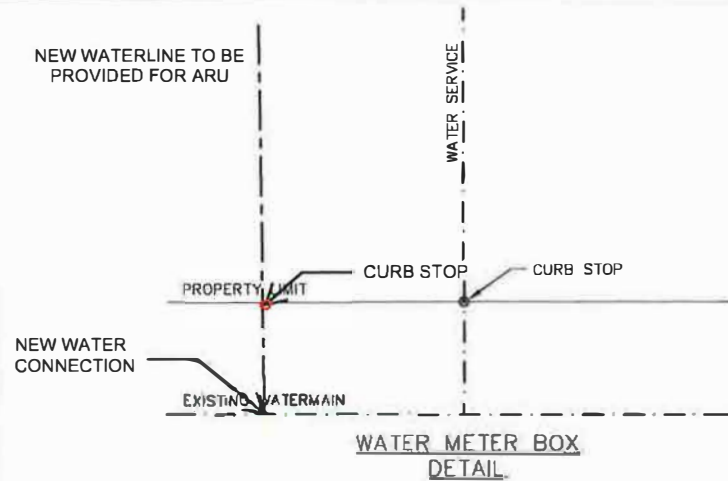 NEW WATERLINE TO BE
PROVIDED FOR ARU
WATER SERVICE
CURB STOP
CURB STOP
PROPERTY LIMIT
NEW WATER
CONNECTION
EXISTING WATERMAIN
WATER METER BOX
DETAIL